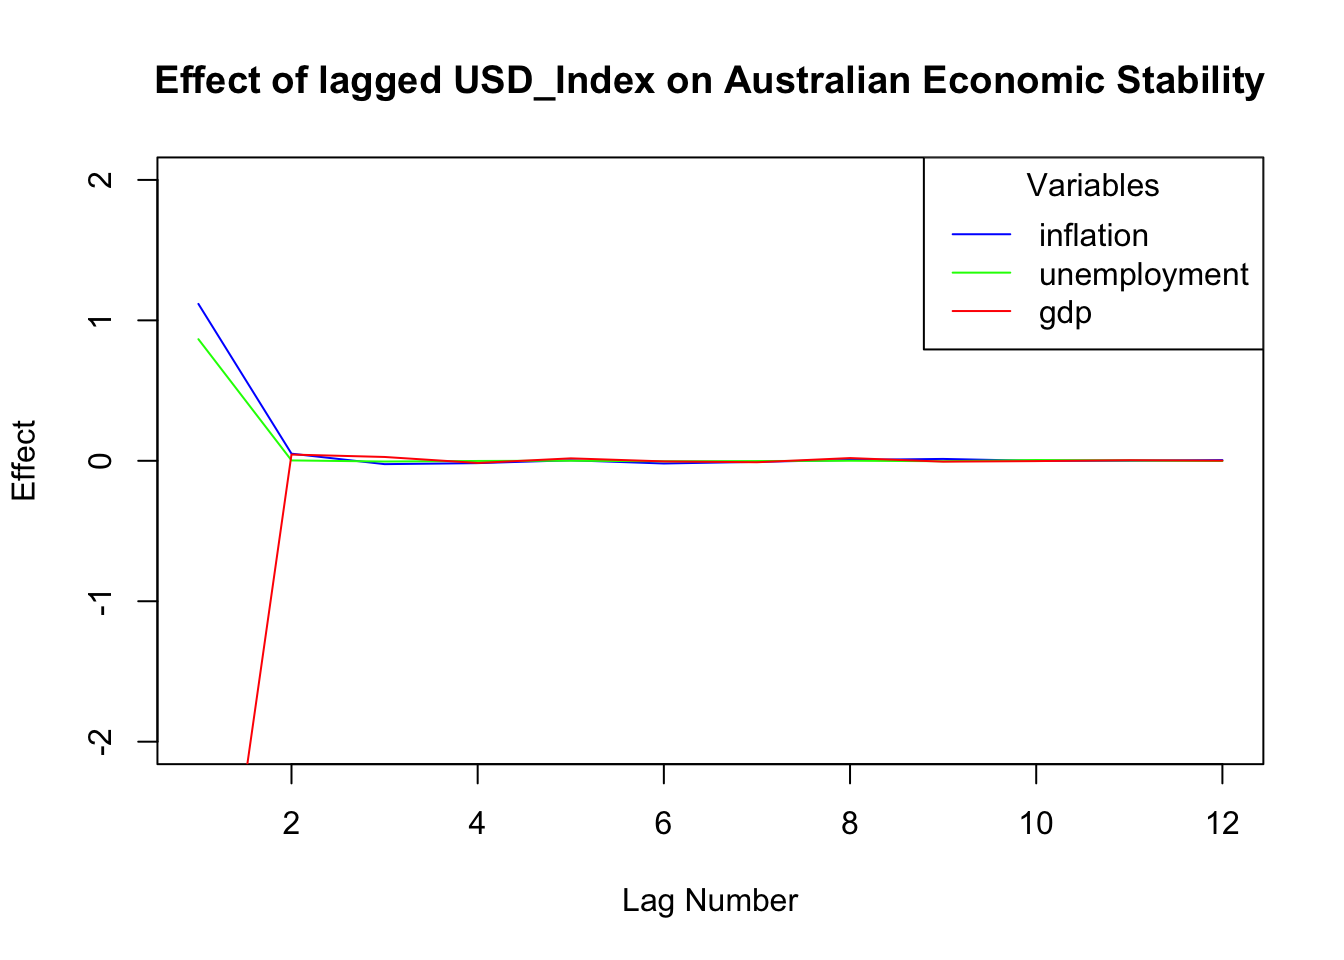 Effect of lagged USD_Index on Australian Economic Stability
Variables
inflation
unemployment
gdp
Effect
2
1
0
-1
-2
2 4 6 8 10 12
Lag Number